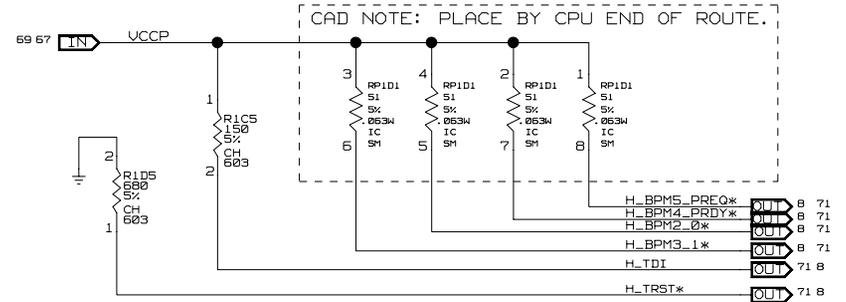 CAD NOTE: PLACE BY CPU END OF ROUTE.
69 67 IN VCCP
3 4 2 1
RP1D1 RP1D1 RP1D1 RP1D1
51 51 51 51
5% 5% 5% 5%
.063W .063W .063W .063W
IC IC IC IC
SM SM SM SM
6 5 7 8
1
R1C5
150
5%
CH
603
2
2
R1D5
680
5%
CH
603
1
H_BPM5_PREQ* OUT 8 71
H_BPM4_PRDY* OUT 8 71
H_BPM2_0* OUT 8 71
H_BPM3_1* OUT 8 71
H_TDI OUT 71 8
H_TRST* OUT 71 8